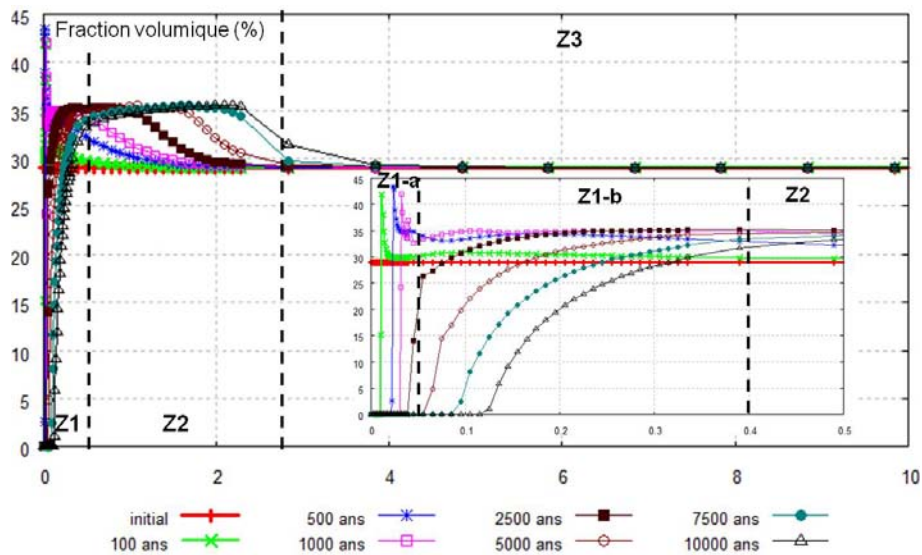 45
Fraction volumique (%)
Z3
40
35
30
25
20
15
10
5
0
Z1
Z2
0
2
4
6
8
10
Z1-a
Z1-b
Z2
45
40
35
30
25
20
15
10
5
0
0
0.1
0.2
0.3
0.4
0.5
initial
500 ans
2500 ans
7500 ans
100 ans
1000 ans
5000 ans
10000 ans